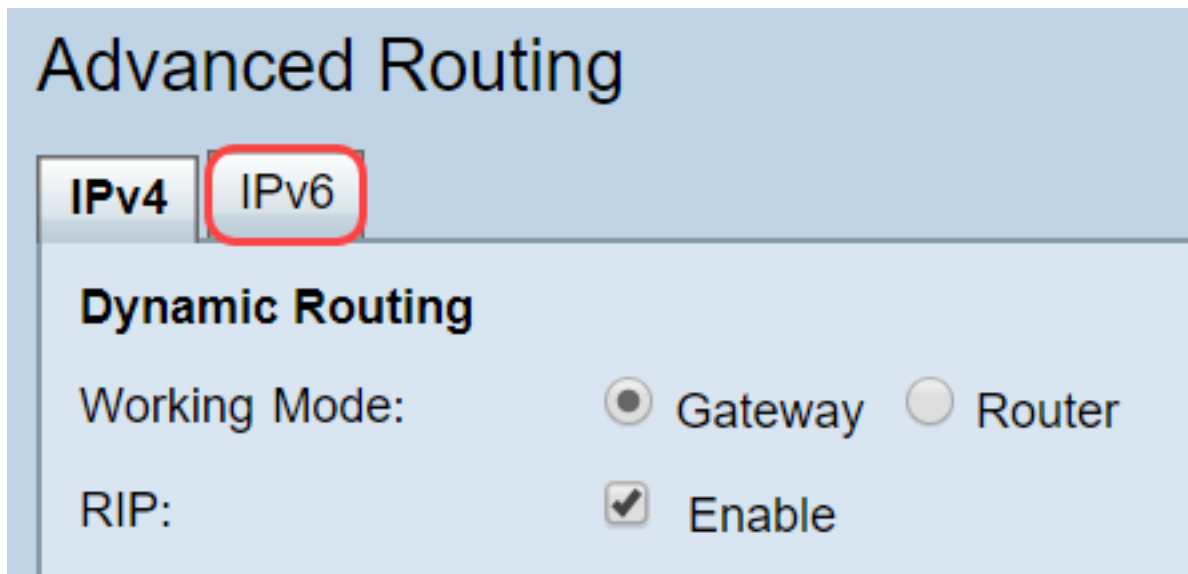 Advanced Routing
IPv4 IPv6
Dynamic Routing
Working Mode: Gateway Router
RIP: Enable